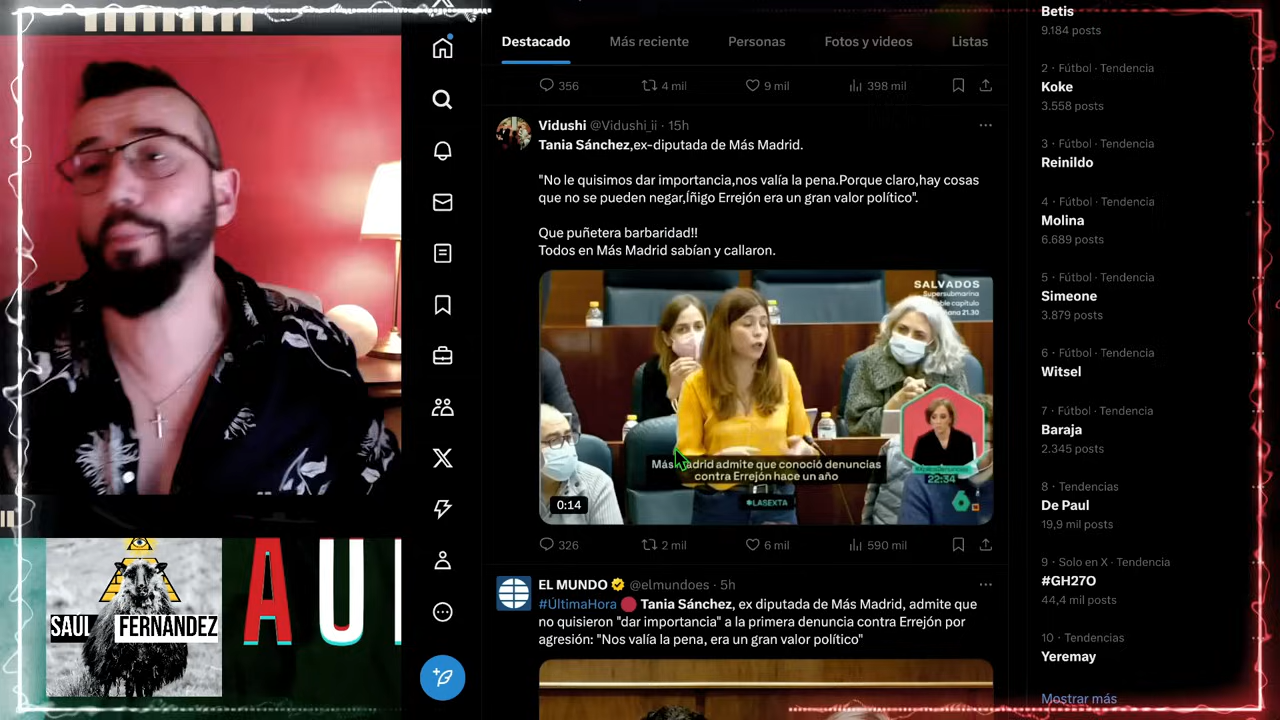 SAÚL FERNÁNDEZ
AU
Destacado
Más reciente
Personas
Fotos y videos
Listas
356
4 mil
9 mil
398 mil
Vidushi @Vidushi_ii · 15h
Tania Sánchez,ex-diputada de Más Madrid.
"No le quisimos dar importancia,nos valía la pena.Porque claro,hay cosas
que no se pueden negar,Íñigo Errejón era un gran valor político".
Que puñetera barbaridad!!
Todos en Más Madrid sabían y callaron.
SALVADOS
Supersubmarina
Más Madrid admite que conoció denuncias
contra Errejón hace un año
LASEXTA
22:34
0:14
326
2 mil
6 mil
590 mil
EL MUNDO @elmundoes · 5h
#ÚltimaHora Tania Sánchez, ex diputada de Más Madrid, admite que
no quisieron "dar importancia" a la primera denuncia contra Errejón por
agresión: "Nos valía la pena, era un gran valor político"
Betis
9.184 posts
2 · Fútbol · Tendencia
Koke
3.558 posts
3 · Fútbol · Tendencia
Reinildo
4 · Fútbol · Tendencia
Molina
6.689 posts
5 · Fútbol · Tendencia
Simeone
3.879 posts
6 · Fútbol · Tendencia
Witsel
7 · Fútbol · Tendencia
Baraja
2.345 posts
8 · Tendencias
De Paul
19,9 mil posts
9 · Solo en X · Tendencia
#GH27O
44,4 mil posts
10 · Tendencias
Yeremay
Mostrar más